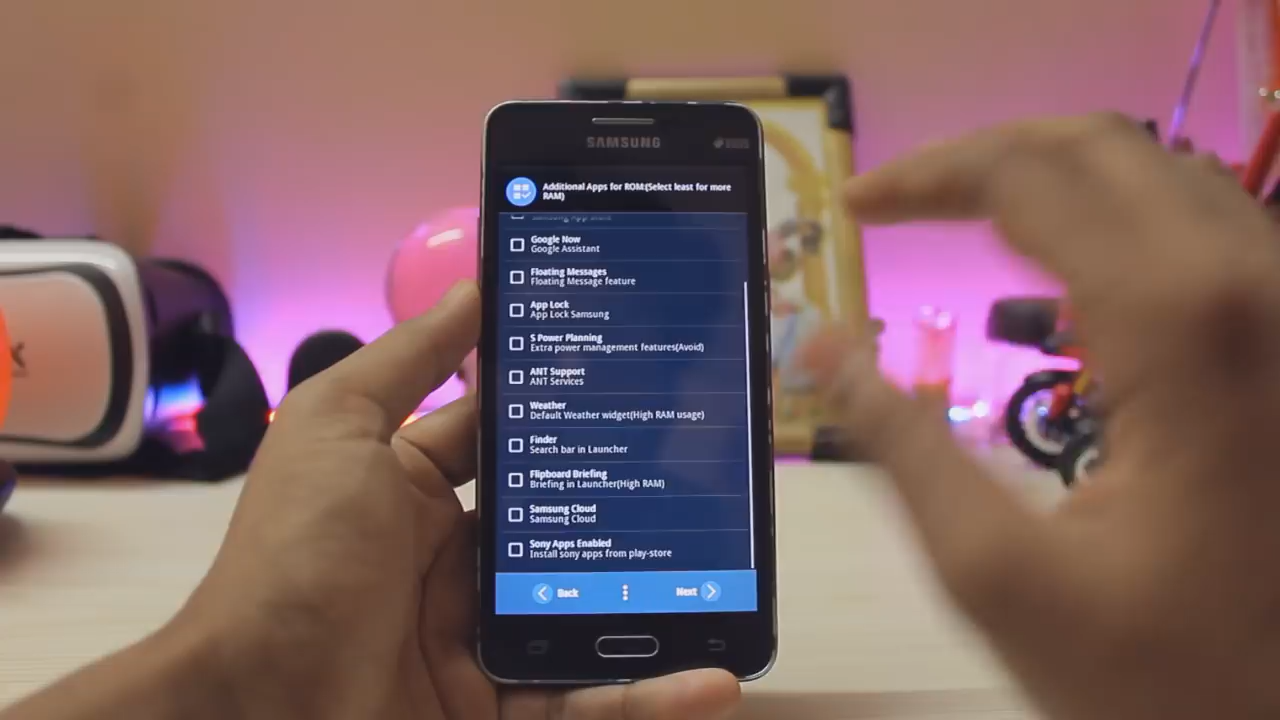 SAMSUNG
Additional Apps for ROM:(Select least for more
RAM)
Samsung App Store
Google Now
Google Assistant
Floating Messages
Floating Message feature
App Lock
App Lock Samsung
S Power Planning
Extra power management features(Avoid)
ANT Support
ANT Services
Weather
Default Weather widget(High RAM usage)
Finder
Search bar in Launcher
Flipboard Briefing
Briefing in Launcher(High RAM)
Samsung Cloud
Samsung Cloud
Sony Apps Enabled
Install sony apps from play-store
Back
Next